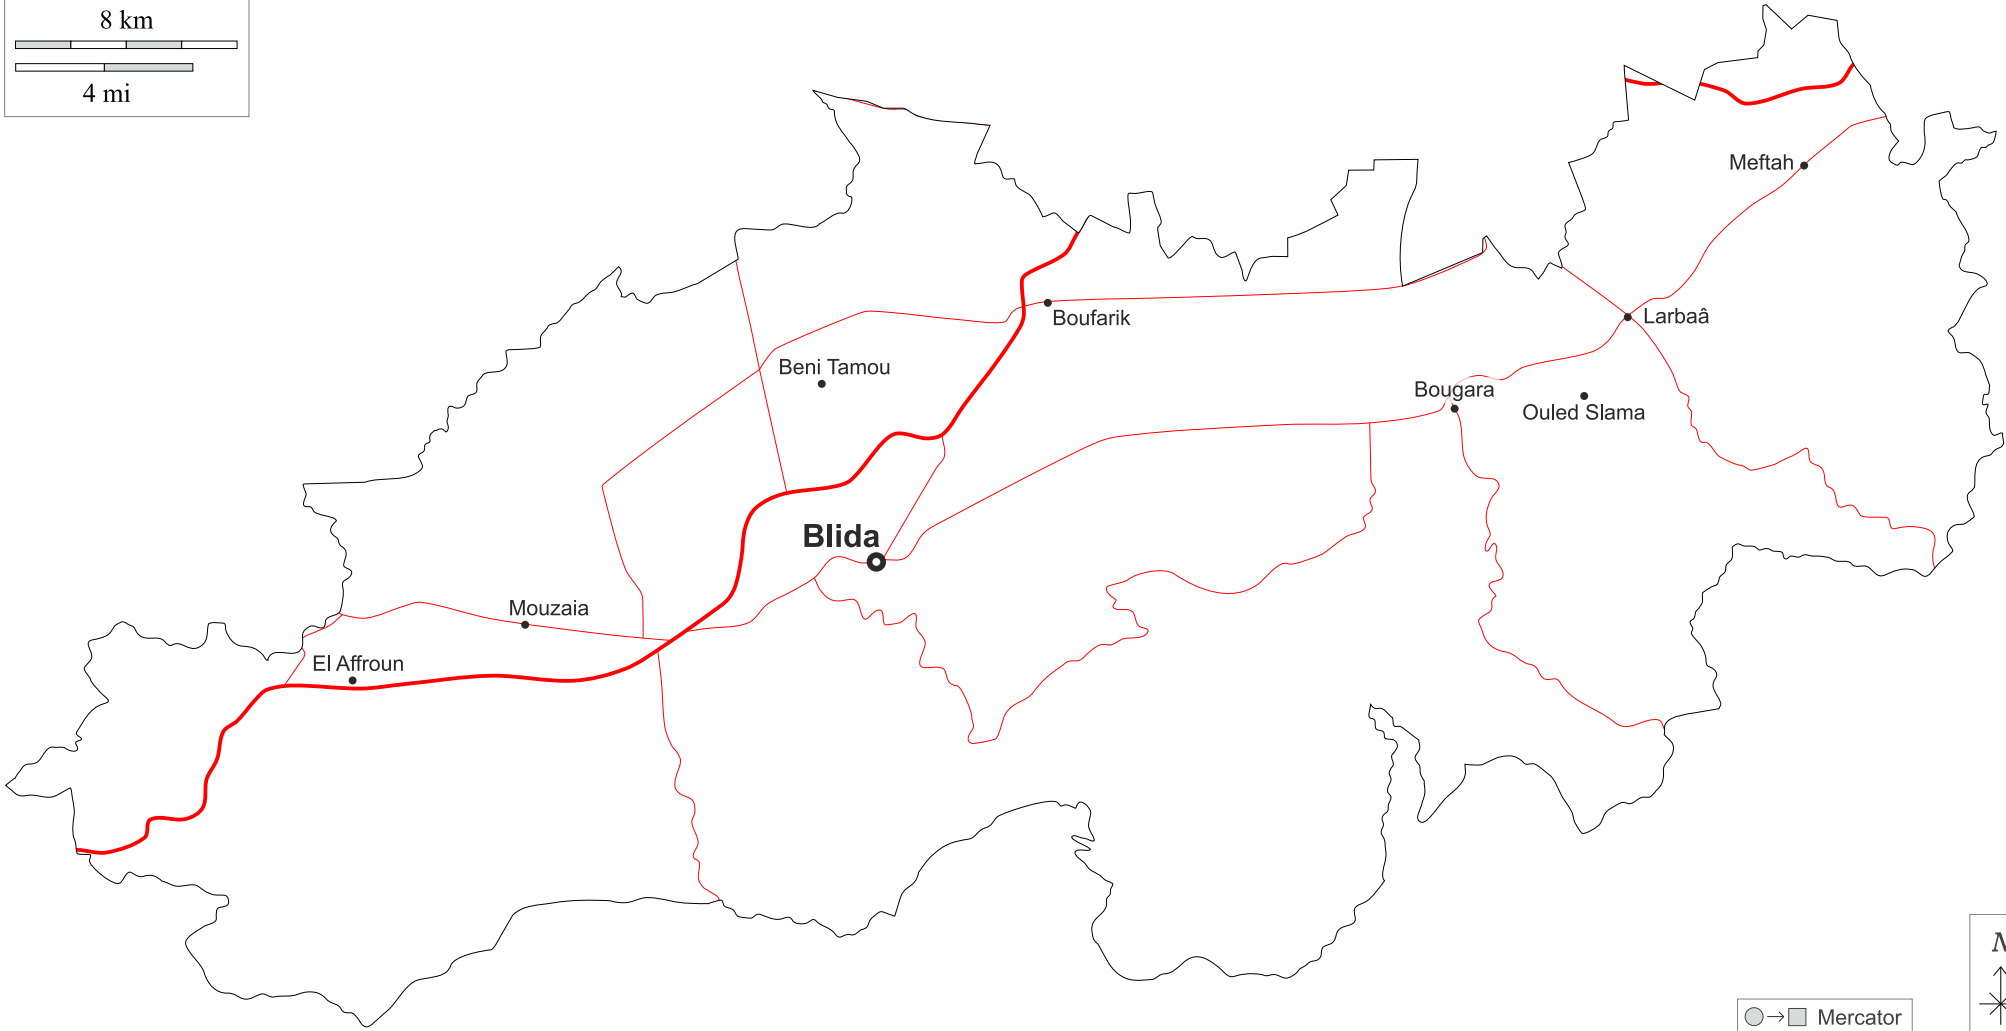 8 km
4 mi
Meftah
Boufarik
Larbaâ
Beni Tamou
Bougara
Ouled Slama
Blida
Mouzaia
El Affroun
Mercator